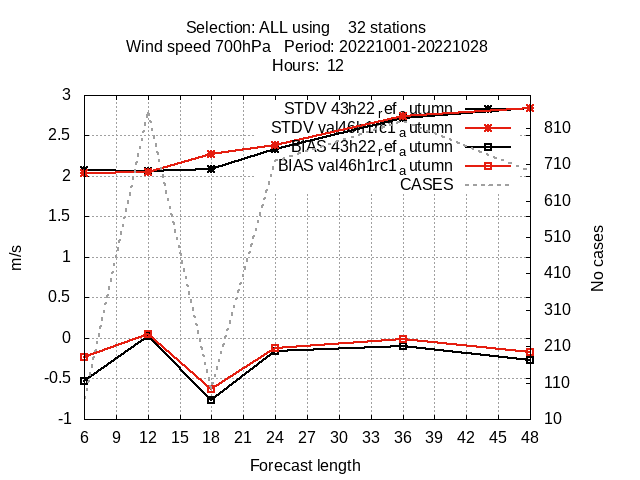 Selection: ALL using    32 stations
Wind speed 700hPa   Period: 20221001-20221028
Hours:  12
STDV 43h22ref_autumn
STDV val46h1rc1_autumn
BIAS 43h22ref_autumn
BIAS val46h1rc1_autumn
CASES
3
2.5
2
1.5
1
0.5
0
-0.5
-1
m/s
810
710
610
510
410
310
210
110
10
No cases
6 9 12 15 18 21 24 27 30 33 36 39 42 45 48
Forecast length